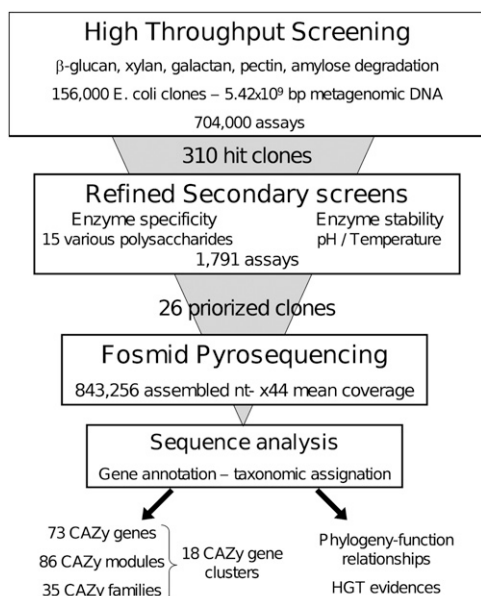 High Throughput Screening
β-glucan, xylan, galactan, pectin, amylose degradation
156,000 E. coli clones – 5.42x10⁹ bp metagenomic DNA
704,000 assays
310 hit clones
Refined Secondary screens
Enzyme specificity
15 various polysaccharides
Enzyme stability
pH / Temperature
1,791 assays
26 priorized clones
Fosmid Pyrosequencing
843,256 assembled nt- x44 mean coverage
Sequence analysis
Gene annotation – taxonomic assignation
73 CAZy genes
86 CAZy modules
35 CAZy families
18 CAZy gene
clusters
Phylogeny-function
relationships
HGT evidences